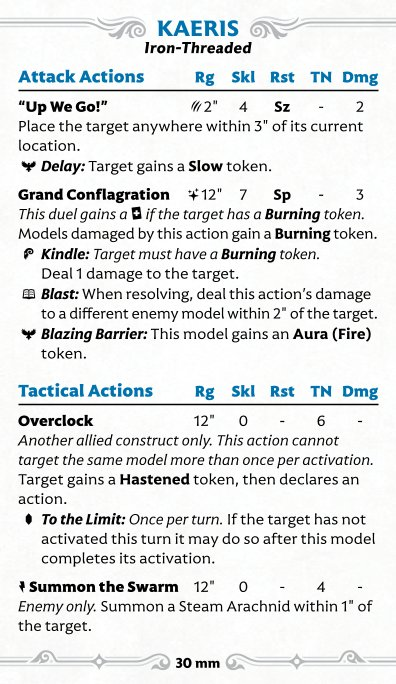 KAERIS
Iron-Threaded
Attack Actions Rg Skl Rst TN Dmg
“Up We Go!” 2" 4 Sz - 2
Place the target anywhere within 3" of its current
location.
Delay: Target gains a Slow token.
Grand Conflagration 12" 7 Sp - 3
This duel gains a if the target has a Burning token.
Models damaged by this action gain a Burning token.
Kindle: Target must have a Burning token.
Deal 1 damage to the target.
Blast: When resolving, deal this action’s damage
to a different enemy model within 2" of the target.
Blazing Barrier: This model gains an Aura (Fire)
token.
Tactical Actions Rg Skl Rst TN Dmg
Overclock 12" 0 - 6 -
Another allied construct only. This action cannot
target the same model more than once per activation.
Target gains a Hastened token, then declares an
action.
To the Limit: Once per turn. If the target has not
activated this turn it may do so after this model
completes its activation.
Summon the Swarm 12" 0 - 4 -
Enemy only. Summon a Steam Arachnid within 1" of
the target.
30 mm